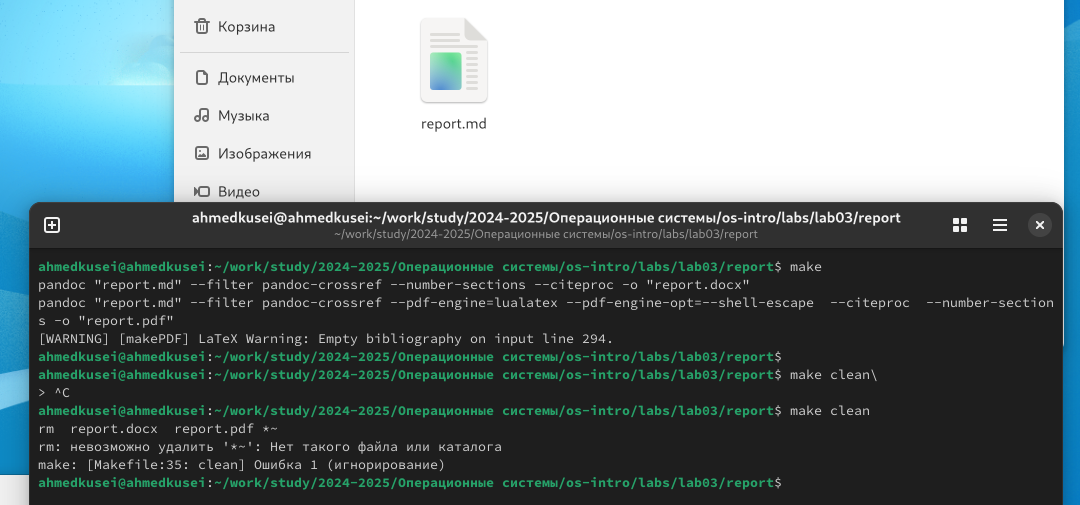 Корзина
Документы
Музыка
Изображения
Видео
report.md
ahmedkusei@ahmedkusei:~/work/study/2024-2025/Операционные системы/os-intro/labs/lab03/report
~/work/study/2024-2025/Операционные системы/os-intro/labs/lab03/report
ahmedkusei@ahmedkusei:~/work/study/2024-2025/Операционные системы/os-intro/labs/lab03/report$ make
pandoc "report.md" --filter pandoc-crossref --number-sections --citeproc -o "report.docx"
pandoc "report.md" --filter pandoc-crossref --pdf-engine=lualatex --pdf-engine-opt=--shell-escape  --citeproc  --number-section
s -o "report.pdf"
[WARNING] [makePDF] LaTeX Warning: Empty bibliography on input line 294.
ahmedkusei@ahmedkusei:~/work/study/2024-2025/Операционные системы/os-intro/labs/lab03/report$
ahmedkusei@ahmedkusei:~/work/study/2024-2025/Операционные системы/os-intro/labs/lab03/report$ make clean\
> ^C
ahmedkusei@ahmedkusei:~/work/study/2024-2025/Операционные системы/os-intro/labs/lab03/report$ make clean
rm  report.docx  report.pdf *~
rm: невозможно удалить '*~': Нет такого файла или каталога
make: [Makefile:35: clean] Ошибка 1 (игнорирование)
ahmedkusei@ahmedkusei:~/work/study/2024-2025/Операционные системы/os-intro/labs/lab03/report$